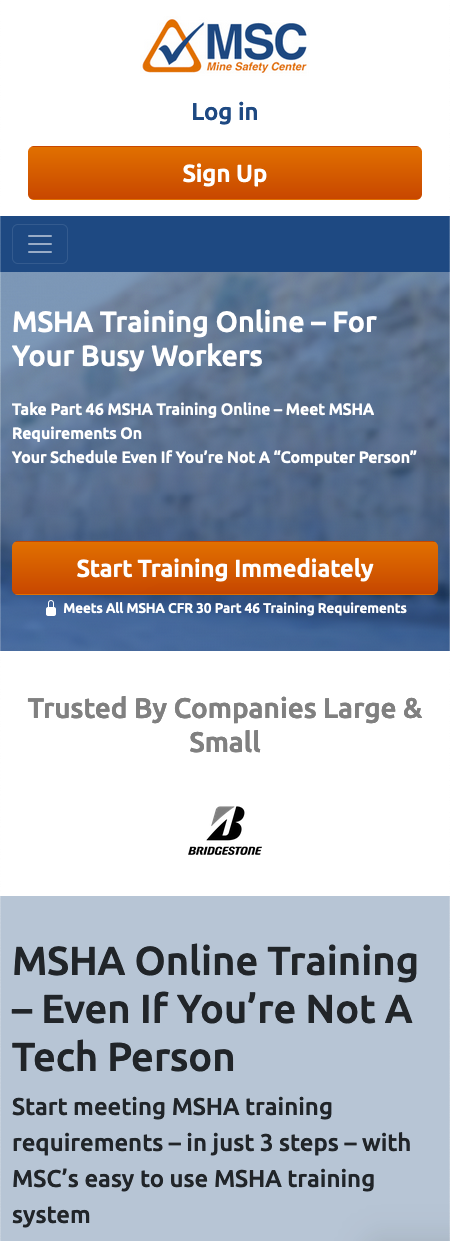 MSC
Mine Safety Center
Log in
Sign Up
MSHA Training Online – For
Your Busy Workers
Take Part 46 MSHA Training Online – Meet MSHA
Requirements On
Your Schedule Even If You’re Not A “Computer Person”
Start Training Immediately
Meets All MSHA CFR 30 Part 46 Training Requirements
Trusted By Companies Large &
Small
BRIDGESTONE
MSHA Online Training
– Even If You’re Not A
Tech Person
Start meeting MSHA training
requirements – in just 3 steps – with
MSC’s easy to use MSHA training
system